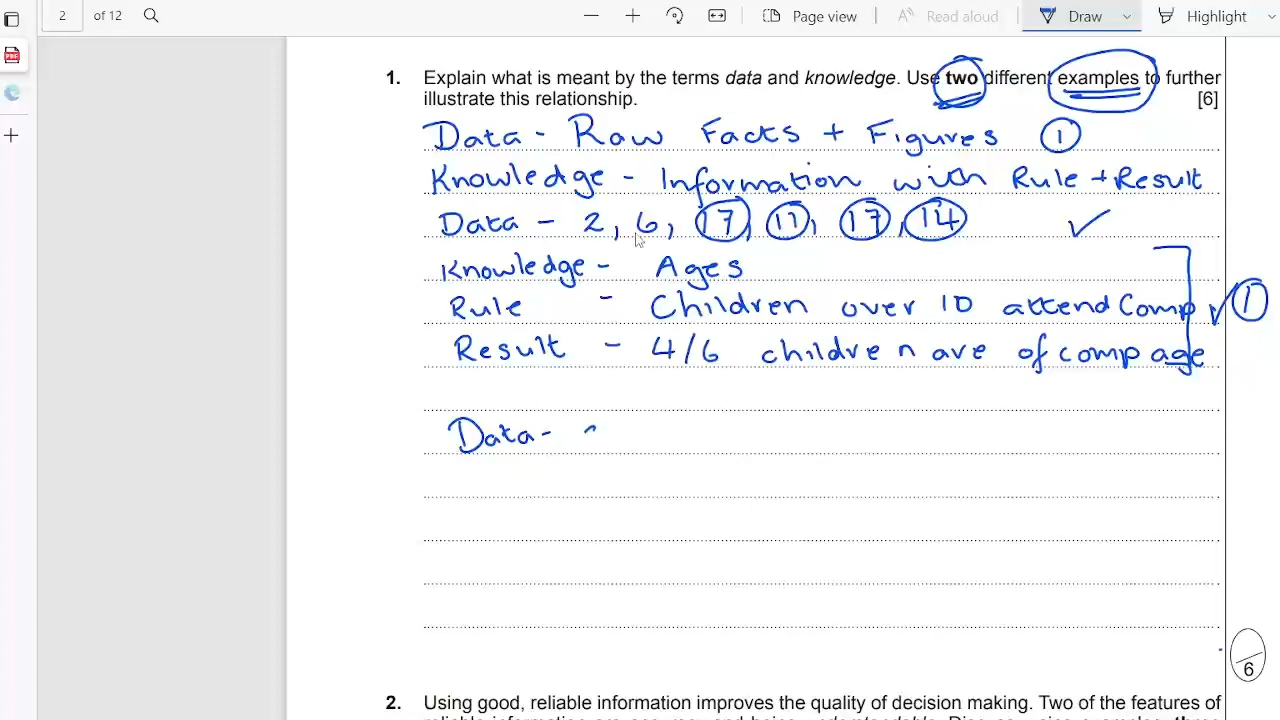 2 of 12 Page view Read aloud Draw Highlight
1. Explain what is meant by the terms data and knowledge. Use two different examples to further
illustrate this relationship. [6]
Data - Raw Facts + Figures 1
Knowledge - Information with Rule + Result
Data - 2, 6, 17, 11, 17, 14
Knowledge - Ages
Rule - Children over 10 attend Comp 1
Result - 4/6 children are of comp age
Data -
6
2. Using good, reliable information improves the quality of decision making. Two of the features of